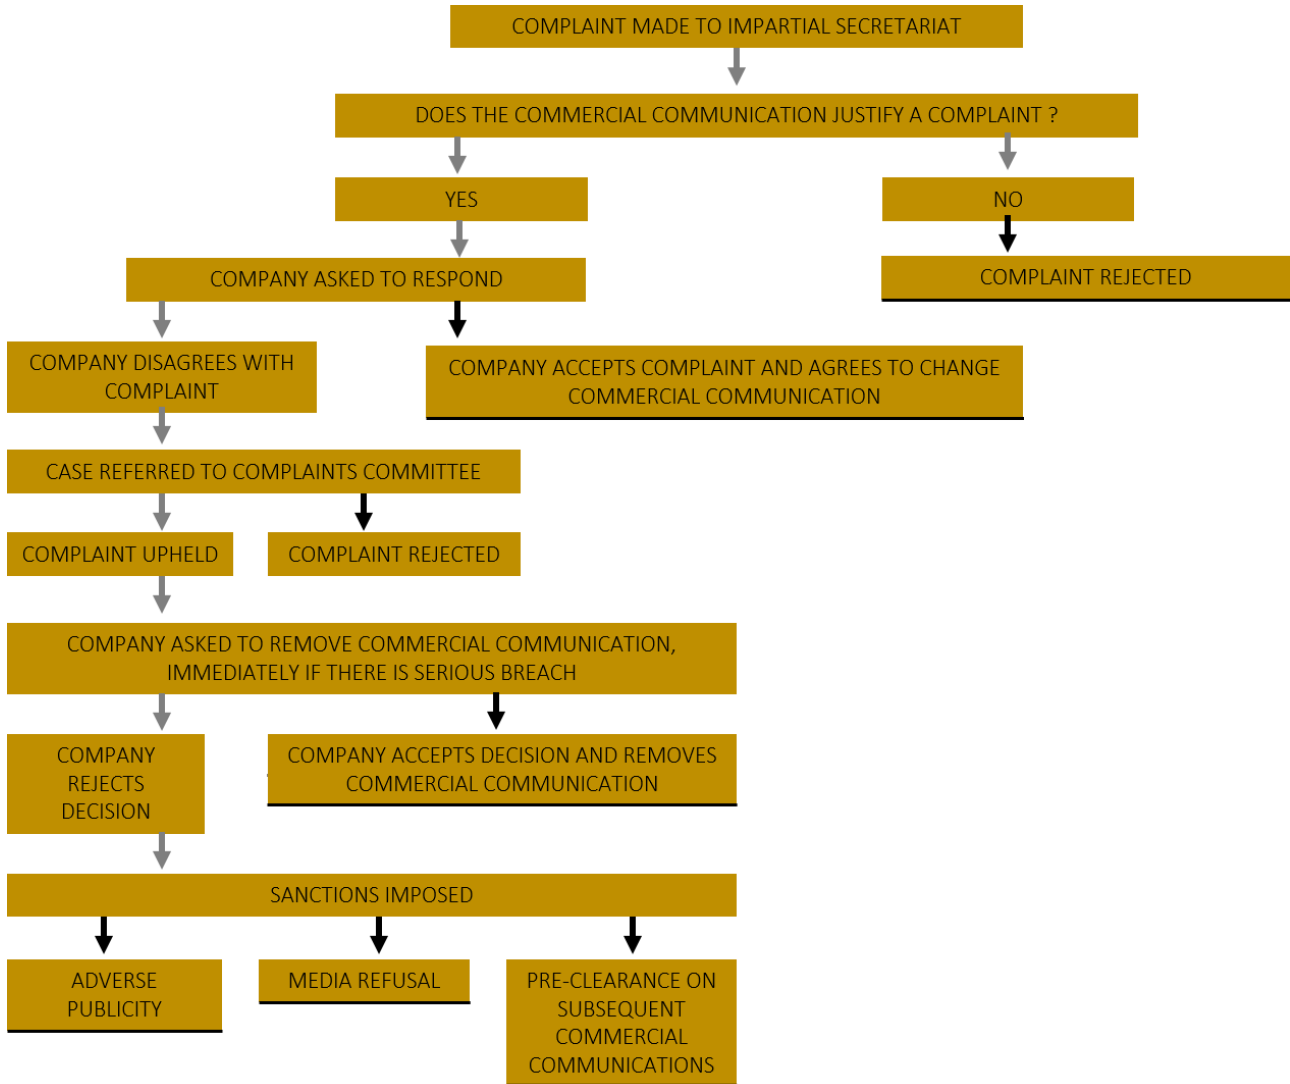 COMPLAINT MADE TO IMPARTIAL SECRETARIAT
DOES THE COMMERCIAL COMMUNICATION JUSTIFY A COMPLAINT ?
YES
NO
COMPANY ASKED TO RESPOND
COMPLAINT REJECTED
COMPANY DISAGREES WITH
COMPLAINT
COMPANY ACCEPTS COMPLAINT AND AGREES TO CHANGE
COMMERCIAL COMMUNICATION
CASE REFERRED TO COMPLAINTS COMMITTEE
COMPLAINT UPHELD
COMPLAINT REJECTED
COMPANY ASKED TO REMOVE COMMERCIAL COMMUNICATION,
IMMEDIATELY IF THERE IS SERIOUS BREACH
COMPANY
REJECTS
DECISION
COMPANY ACCEPTS DECISION AND REMOVES
COMMERCIAL COMMUNICATION
SANCTIONS IMPOSED
ADVERSE
PUBLICITY
MEDIA REFUSAL
PRE-CLEARANCE ON
SUBSEQUENT
COMMERCIAL
COMMUNICATIONS